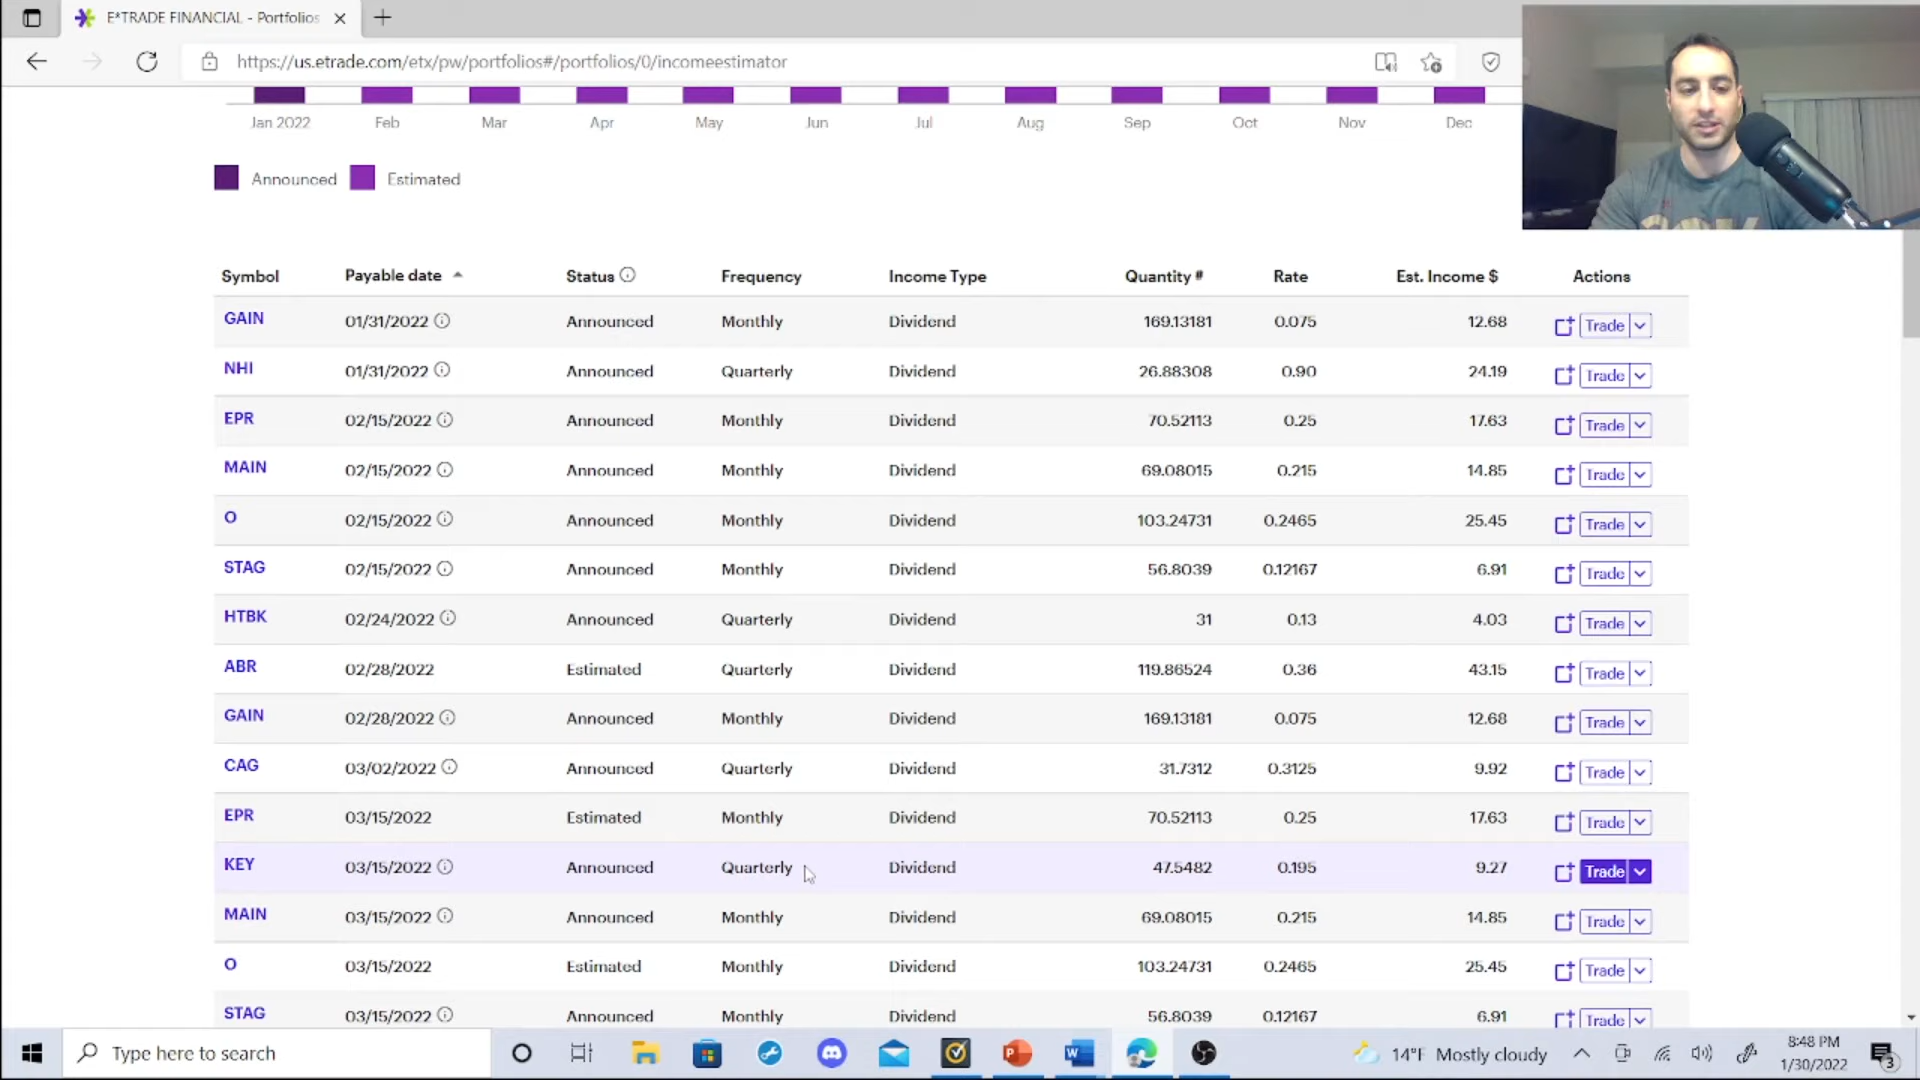 E*TRADE FINANCIAL - Portfolios
https://us.etrade.com/etx/pw/portfolios#/portfolios/0/incomeestimator
Jan 2022 Feb Mar Apr May Jun Jul Aug Sep Oct Nov Dec
Announced Estimated
Symbol Payable date Status Frequency Income Type Quantity # Rate Est. Income $ Actions
GAIN 01/31/2022 Announced Monthly Dividend 169.13181 0.075 12.68 Trade
NHI 01/31/2022 Announced Quarterly Dividend 26.88308 0.90 24.19 Trade
EPR 02/15/2022 Announced Monthly Dividend 70.52113 0.25 17.63 Trade
MAIN 02/15/2022 Announced Monthly Dividend 69.08015 0.215 14.85 Trade
O 02/15/2022 Announced Monthly Dividend 103.24731 0.2465 25.45 Trade
STAG 02/15/2022 Announced Monthly Dividend 56.8039 0.12167 6.91 Trade
HTBK 02/24/2022 Announced Quarterly Dividend 31 0.13 4.03 Trade
ABR 02/28/2022 Estimated Quarterly Dividend 119.86524 0.36 43.15 Trade
GAIN 02/28/2022 Announced Monthly Dividend 169.13181 0.075 12.68 Trade
CAG 03/02/2022 Announced Quarterly Dividend 31.7312 0.3125 9.92 Trade
EPR 03/15/2022 Estimated Monthly Dividend 70.52113 0.25 17.63 Trade
KEY 03/15/2022 Announced Quarterly Dividend 47.5482 0.195 9.27 Trade
MAIN 03/15/2022 Announced Monthly Dividend 69.08015 0.215 14.85 Trade
O 03/15/2022 Estimated Monthly Dividend 103.24731 0.2465 25.45 Trade
STAG 03/15/2022 Announced Monthly Dividend 56.8039 0.12167 6.91 Trade
Type here to search
14°F Mostly cloudy
8:48 PM
1/30/2022
3